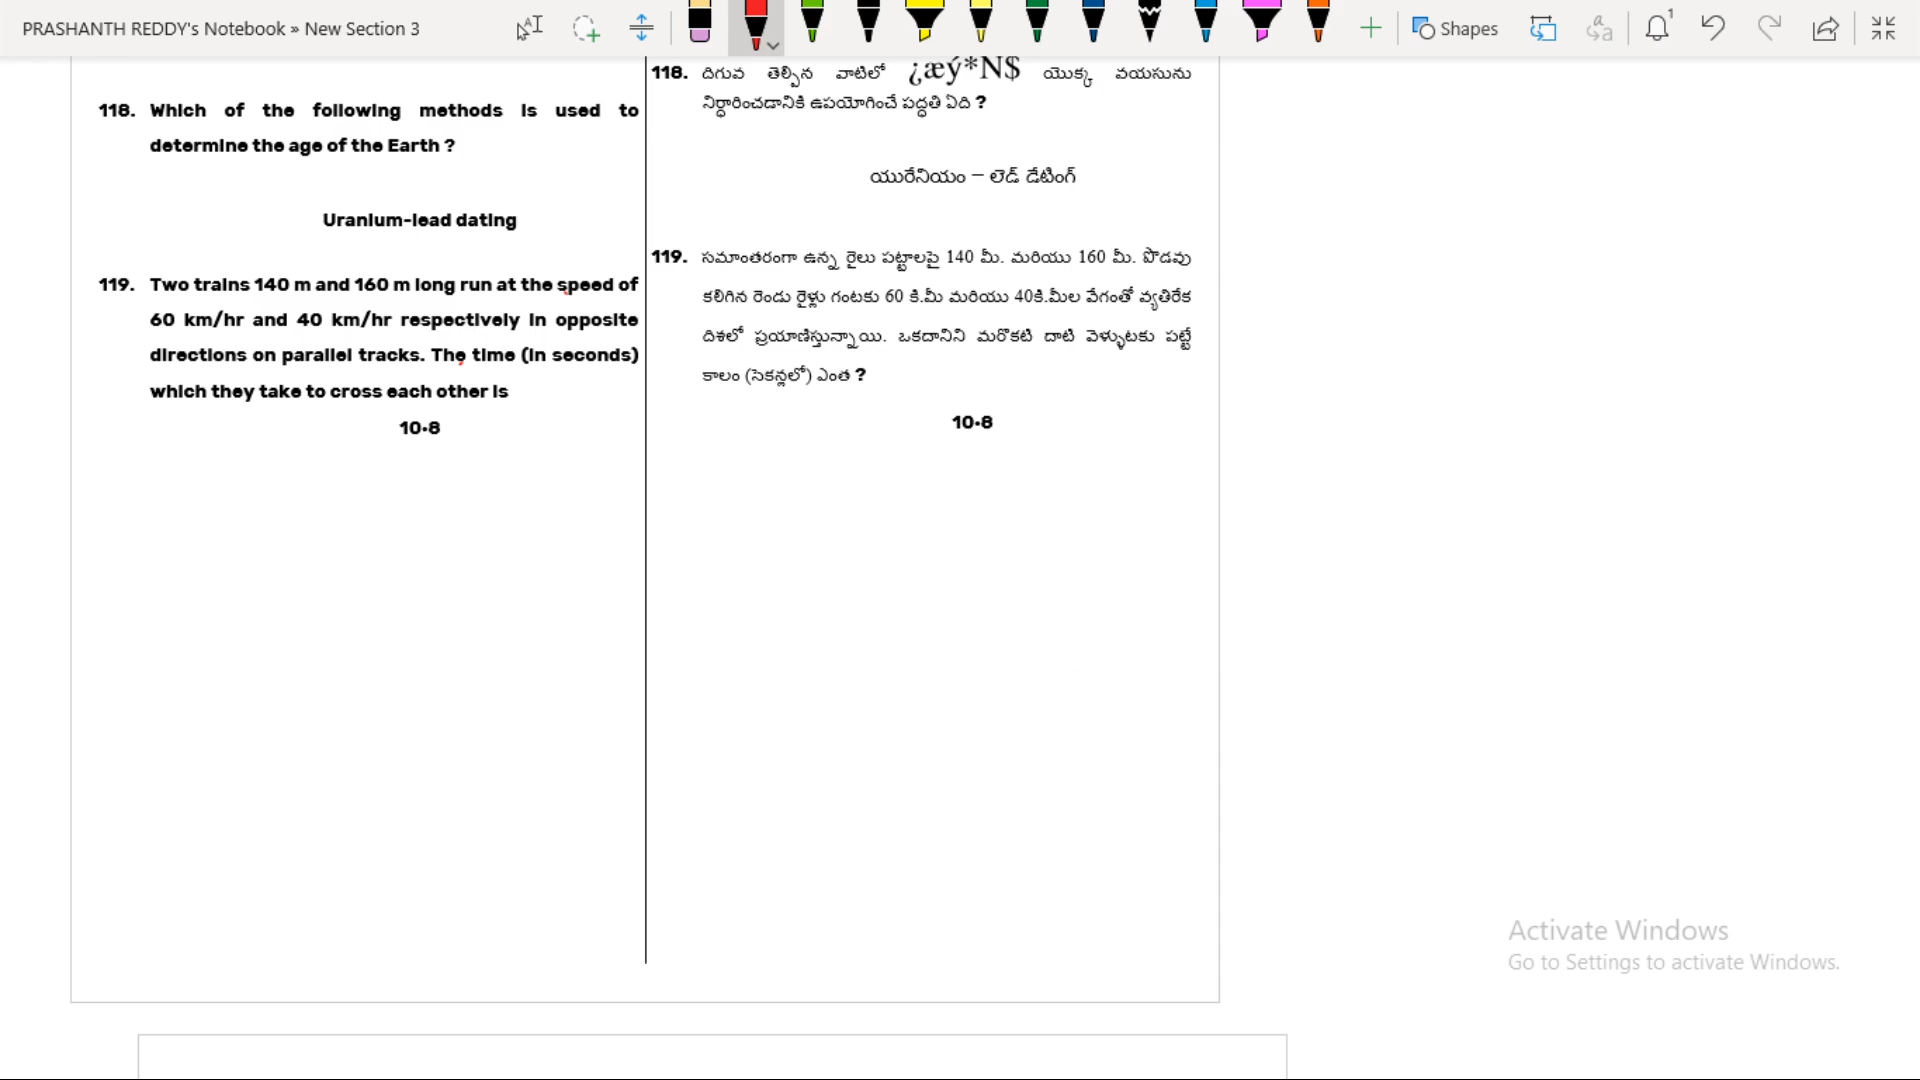 PRASHANTH REDDY's Notebook » New Section 3
Shapes
1
118. Which of the following methods is used to
determine the age of the Earth ?
Uranium-lead dating
119. Two trains 140 m and 160 m long run at the speed of
60 km/hr and 40 km/hr respectively in opposite
directions on parallel tracks. The time (in seconds)
which they take to cross each other is
10·8
118. దిగువ తెల్పిన వాటిలో ¿æý*Ñ$ యొక్క వయసును
నిర్ధారించడానికి ఉపయోగించే పద్ధతి ఏది ?
యురేనియం – లెడ్ డేటింగ్
119. సమాంతరంగా ఉన్న రైలు పట్టాలపై 140 మీ. మరియు 160 మీ. పొడవు
కలిగిన రెండు రైళ్లు గంటకు 60 కి.మీ మరియు 40కి.మీల వేగంతో వ్యతిరేక
దిశలో ప్రయాణిస్తున్నాయి. ఒకదానిని మరొకటి దాటి వెళ్ళుటకు పట్టే
కాలం (సెకన్లలో) ఎంత ?
10·8
Activate Windows
Go to Settings to activate Windows.